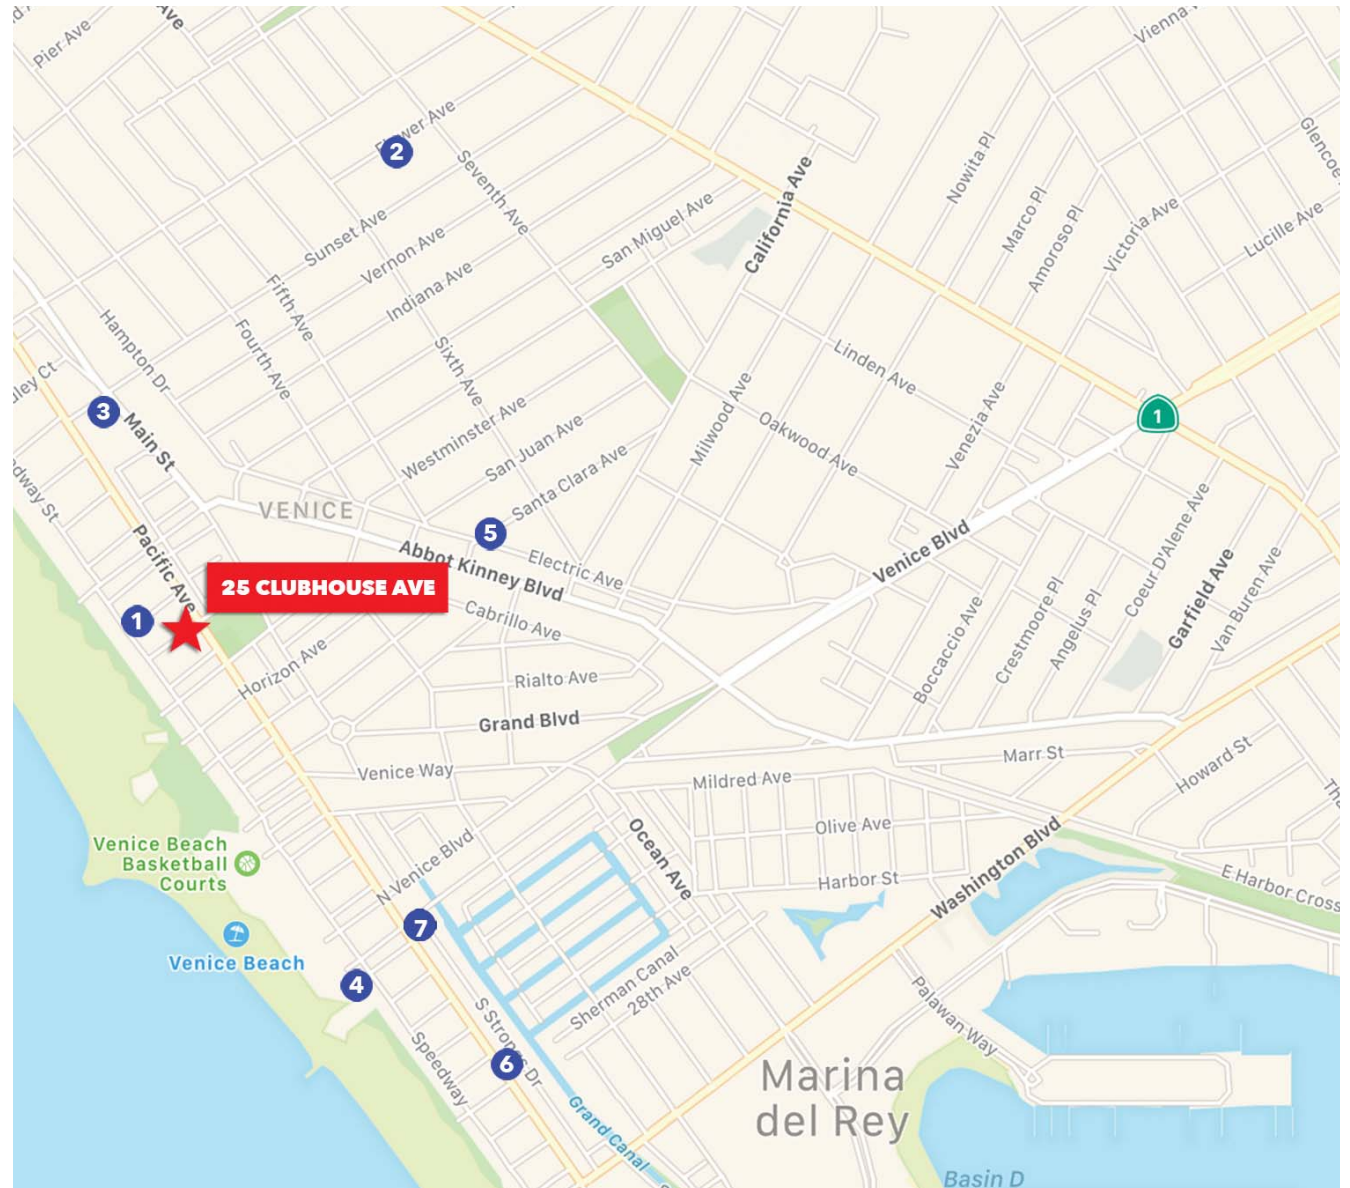 Pier Ave
Ave
Vienna
Flower Ave
2
Seventh Ave
California Ave
Nowita Pl
Marco Pl
Amoroso Pl
Victoria Ave
Glencoe
Lucille Ave
San Miguel Ave
Sunset Ave
Vernon Ave
Indiana Ave
Fifth Ave
Fourth Ave
Sixth Ave
Hampton Dr
3
Main St
Linden Ave
Milwood Ave
Oakwood Ave
Venezia Ave
1
Westminster Ave
San Juan Ave
Santa Clara Ave
VENICE
5
Electric Ave
Abbot Kinney Blvd
Venice Blvd
Coeur D'Alene Ave
Garfield Ave
Van Buren Ave
Angelus Pl
Crestmoore Pl
Boccaccio Ave
Pacific Ave
25 CLUBHOUSE AVE
1
Cabrillo Ave
Horizon Ave
Rialto Ave
Grand Blvd
Venice Way
Mildred Ave
Marr St
Howard St
Olive Ave
Harbor St
Ocean Ave
Washington Blvd
E Harbor Cross
Venice Beach
Basketball
Courts
N Venice Blvd
7
Venice Beach
4
Sherman Canal
28th Ave
Palawan Way
Speedway
6
Grand Canal
Marina
del Rey
Basin D